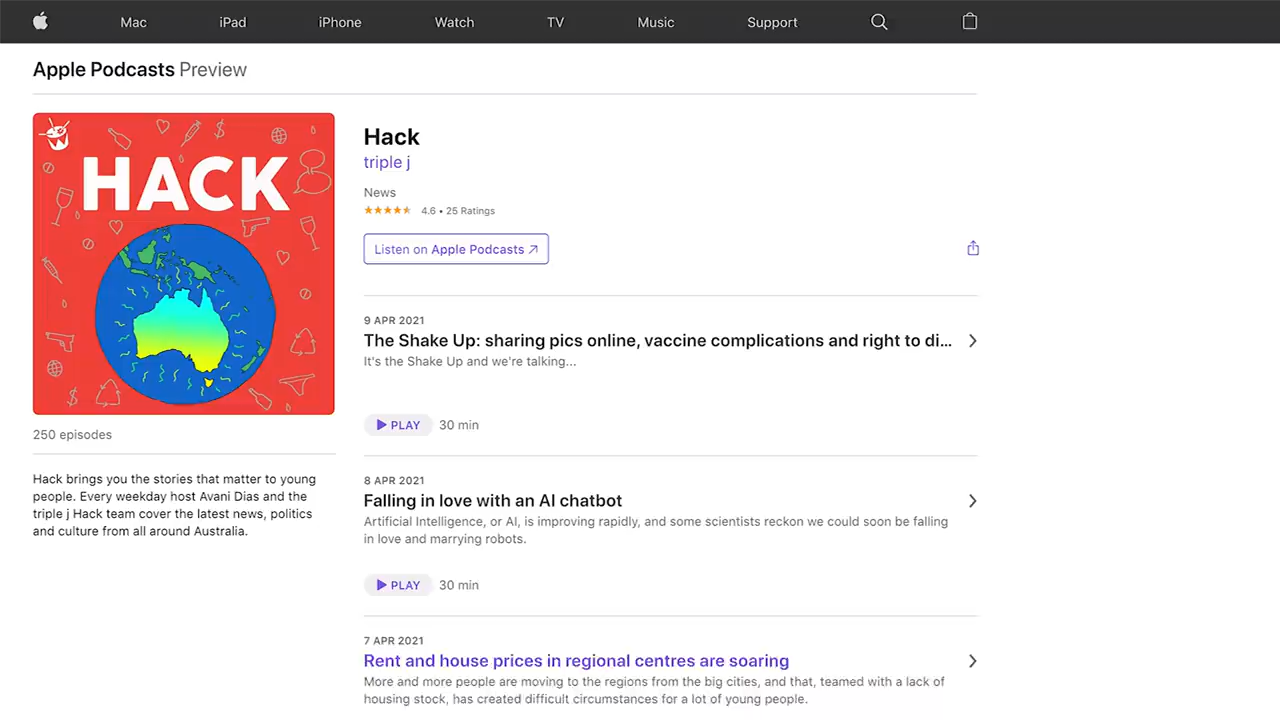 Mac iPad iPhone Watch TV Music Support
Apple Podcasts Preview
HACK
250 episodes
Hack brings you the stories that matter to young
people. Every weekday host Avani Dias and the
triple j Hack team cover the latest news, politics
and culture from all around Australia.
Hack
triple j
News
4.6 • 25 Ratings
Listen on Apple Podcasts ↗
9 APR 2021
The Shake Up: sharing pics online, vaccine complications and right to di...
It's the Shake Up and we're talking...
PLAY 30 min
8 APR 2021
Falling in love with an AI chatbot
Artificial Intelligence, or AI, is improving rapidly, and some scientists reckon we could soon be falling
in love and marrying robots.
PLAY 30 min
7 APR 2021
Rent and house prices in regional centres are soaring
More and more people are moving to the regions from the big cities, and that, teamed with a lack of
housing stock, has created difficult circumstances for a lot of young people.